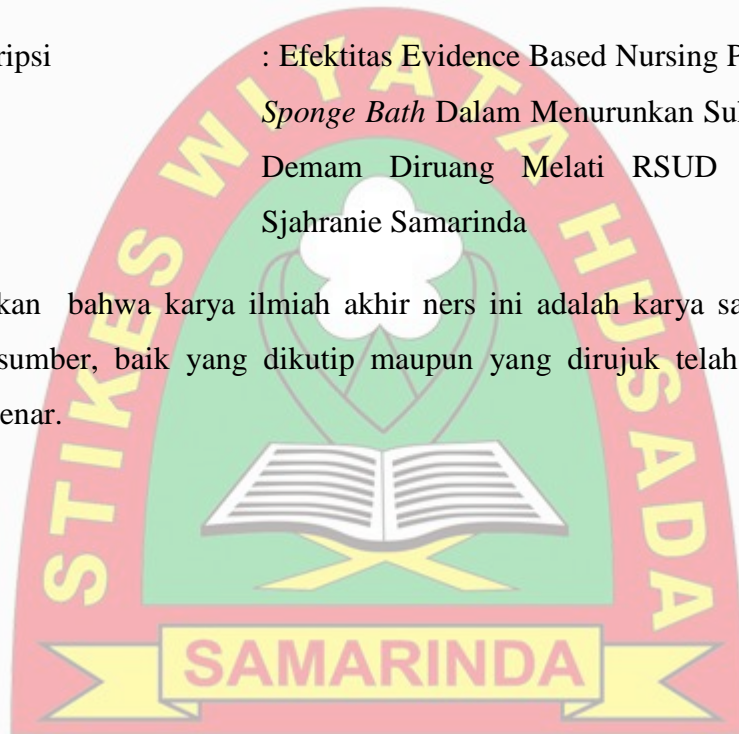 ripsi : Efektitas Evidence Based Nursing P
Sponge Bath Dalam Menurunkan Su
Demam Diruang Melati RSUD
Sjahranie Samarinda
kan bahwa karya ilmiah akhir ners ini adalah karya sa
sumber, baik yang dikutip maupun yang dirujuk telah
enar.
STIKES WIYATA HUSADA
SAMARINDA